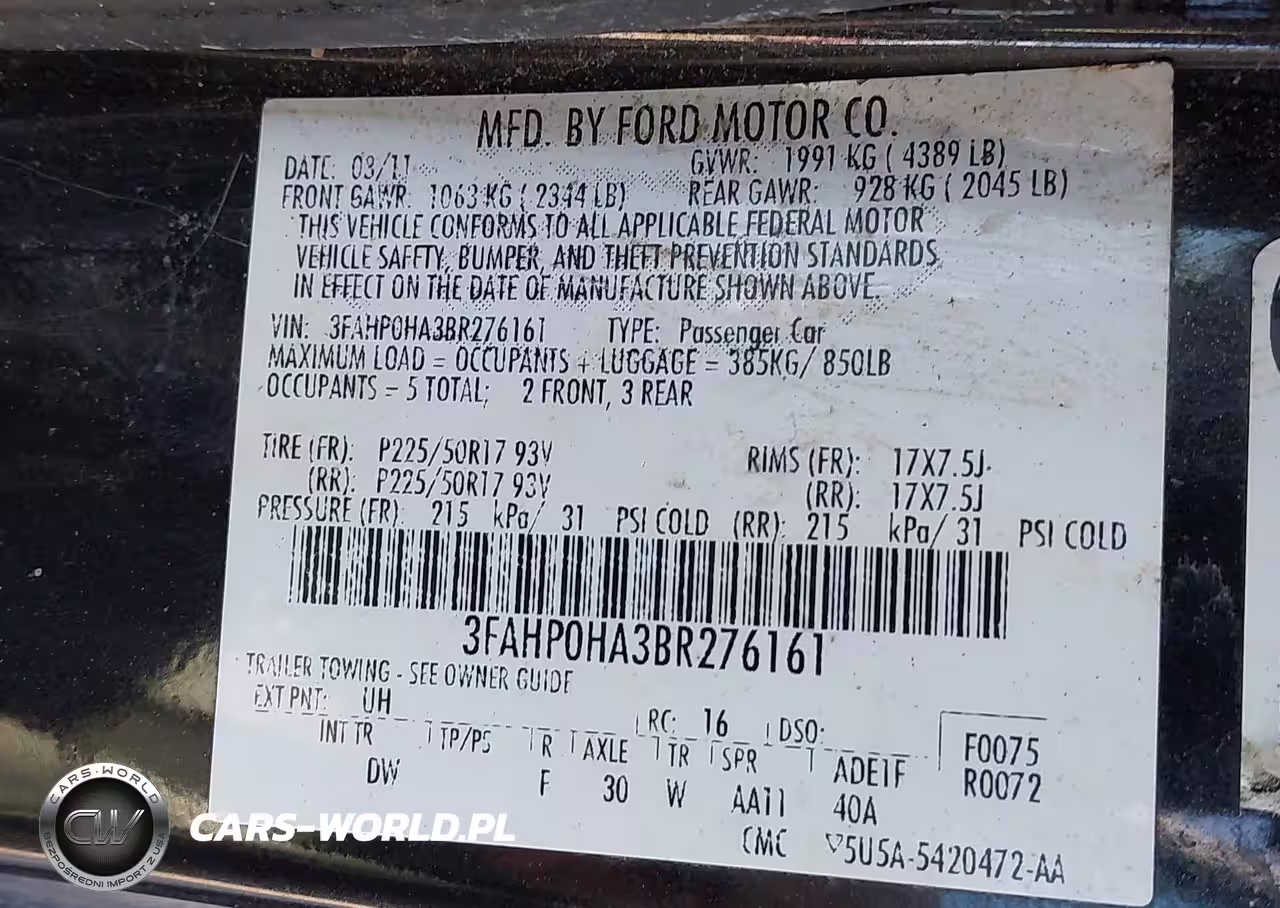 MFD. BY FORD MOTOR CO.
DATE: 03/11 GVWR: 1991 KG ( 4389 LB)
FRONT GAWR: 1063 KG ( 2344 LB) REAR GAWR: 928 KG ( 2045 LB)
THIS VEHICLE CONFORMS TO ALL APPLICABLE FEDERAL MOTOR
VEHICLE SAFETY, BUMPER, AND THEFT PREVENTION STANDARDS
IN EFFECT ON THE DATE OF MANUFACTURE SHOWN ABOVE.
VIN: 3FAHP0HA3BR276161 TYPE: Passenger Car
MAXIMUM LOAD = OCCUPANTS + LUGGAGE = 385KG/ 850LB
OCCUPANTS = 5 TOTAL; 2 FRONT, 3 REAR
TIRE (FR): P225/50R17 93V RIMS (FR): 17X7.5J
(RR): P225/50R17 93V (RR): 17X7.5J
PRESSURE (FR): 215 kPa/ 31 PSI COLD (RR): 215 kPa/ 31 PSI COLD
3FAHP0HA3BR276161
TRAILER TOWING - SEE OWNER GUIDE
EXT PNT: UH RC: 16 DSO:
INT TR TP/PS R AXLE TR SPR ADE1F F0075
DW F 30 W AA11 40A R0072
CMC 5U5A-5420472-AA
CARS-WORLD
CW
BEZPOŚREDNI IMPORT Z USA
CARS-WORLD.PL